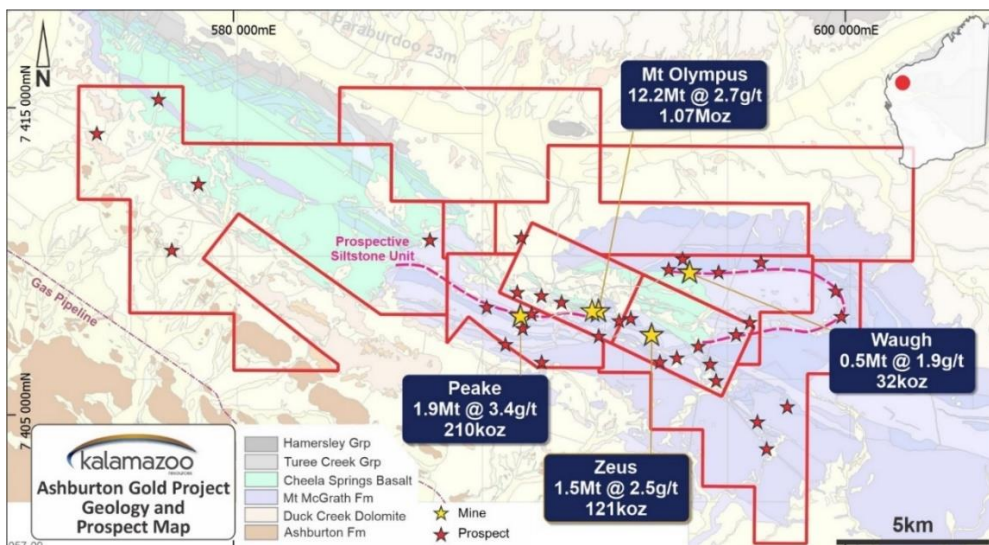 580 000mE
600 000mE
N
7 415 000mN
Paraburdoo 23m
Mt Olympus
12.2Mt @ 2.7g/t
1.07Moz
Prospective
Siltstone Unit
Gas Pipeline
Waugh
0.5Mt @ 1.9g/t
32koz
7 405 000mN
Peake
1.9Mt @ 3.4g/t
210koz
Zeus
1.5Mt @ 2.5g/t
121koz
kalamazoo
resources
Ashburton Gold Project
Geology and
Prospect Map
Hamersley Grp
Turee Creek Grp
Cheela Springs Basalt
Mt McGrath Fm
Duck Creek Dolomite
Ashburton Fm
Mine
Prospect
5km